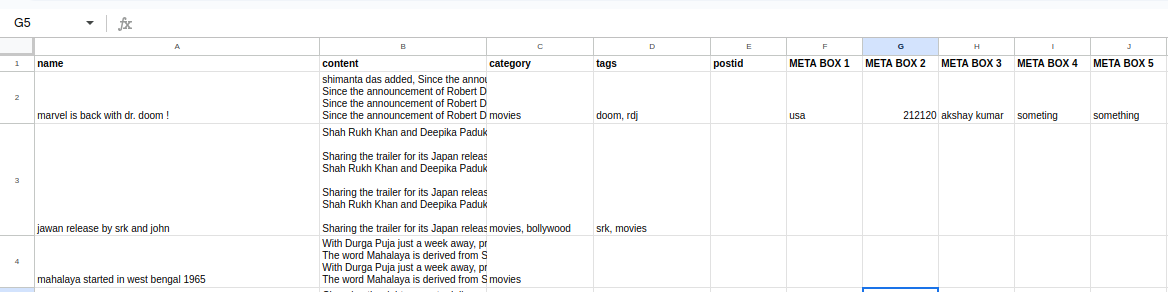 G5
fx
A B C D E F G H I J
1 name content category tags postid META BOX 1 META BOX 2 META BOX 3 META BOX 4 META BOX 5
shimanta das added, Since the annou
Since the announcement of Robert D
Since the announcement of Robert D
2 marvel is back with dr. doom ! Since the announcement of Robert D movies doom, rdj usa 212120 akshay kumar someting something
Shah Rukh Khan and Deepika Paduk
Sharing the trailer for its Japan releas
Shah Rukh Khan and Deepika Paduk
3
Sharing the trailer for its Japan releas
Shah Rukh Khan and Deepika Paduk
jawan release by srk and john Sharing the trailer for its Japan releas movies, bollywood srk, movies
With Durga Puja just a week away, pr
The word Mahalaya is derived from S
4 With Durga Puja just a week away, pr
mahalaya started in west bengal 1965 The word Mahalaya is derived from S movies